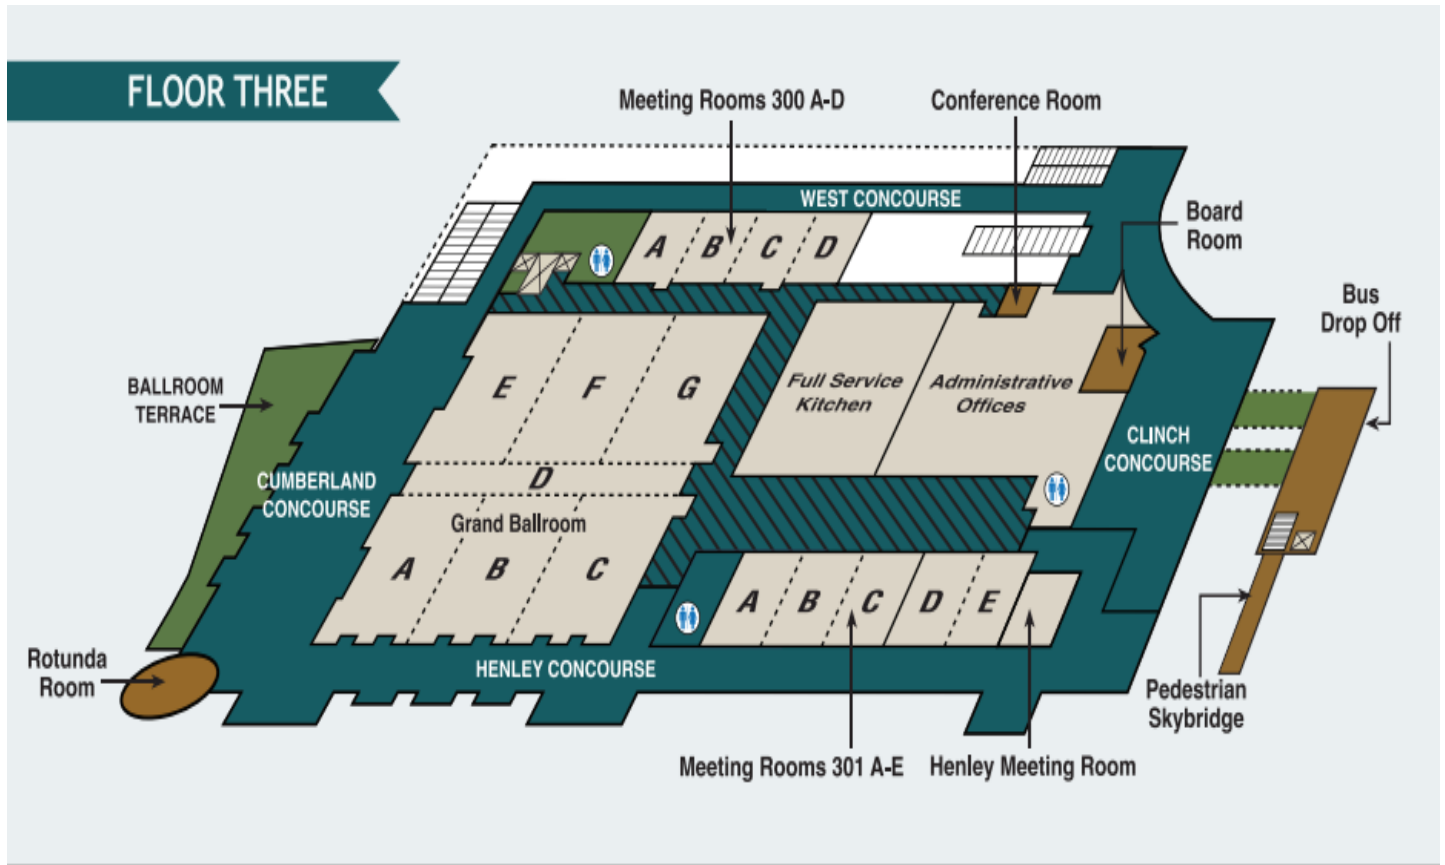 FLOOR THREE
Meeting Rooms 300 A-D
Conference Room
WEST CONCOURSE
Board
Room
A
B
C
D
Bus
Drop Off
BALLROOM
TERRACE
E
F
G
Full Service
Kitchen
Administrative
Offices
CLINCH
CONCOURSE
CUMBERLAND
CONCOURSE
D
Grand Ballroom
A
B
C
A
B
C
D
E
Rotunda
Room
HENLEY CONCOURSE
Pedestrian
Skybridge
Meeting Rooms 301 A-E
Henley Meeting Room